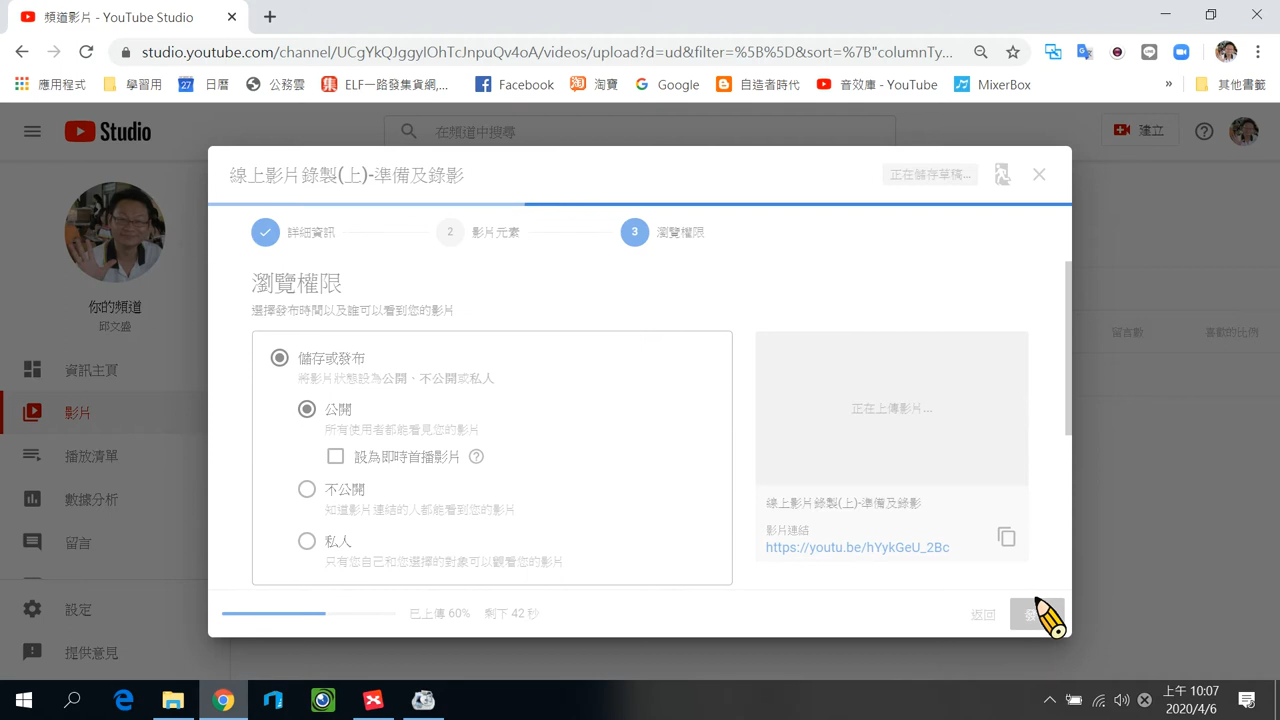 頻道影片 - YouTube Studio
studio.youtube.com/channel/UCqYkQJggylOhTcJnpuQv4oA/videos/upload?d=ud&filter=%5B%5D&sort=%7B"columnTy...
應用程式 學習用 27 日曆 公務雲 集 ELF一路發集貨網,... Facebook 淘寶 Google 自造者時代 音效庫 - YouTube MixerBox » 其他書籤
Studio 在頻道中搜尋 建立
線上影片錄製(上)-準備及錄影 正在儲存草稿...
詳細資訊 2 影片元素 3 瀏覽權限
瀏覽權限
選擇發布時間以及誰可以看到您的影片
儲存或發布
將影片狀態設為公開、不公開或私人
公開
所有使用者都能看見您的影片
設為即時首播影片
不公開
知道影片連結的人都能看到您的影片
私人
只有您自己和您選擇的對象可以觀看您的影片
正在上傳影片...
線上影片錄製(上)-準備及錄影
影片連結
https://youtu.be/hYykGeU_2Bc
已上傳 60% 剩下 42 秒 返回
你的頻道
邱文盛
資訊主頁
影片
播放清單
數據分析
留言
設定
提供意見
留言數 喜歡的比例
上午 10:07
2020/4/6